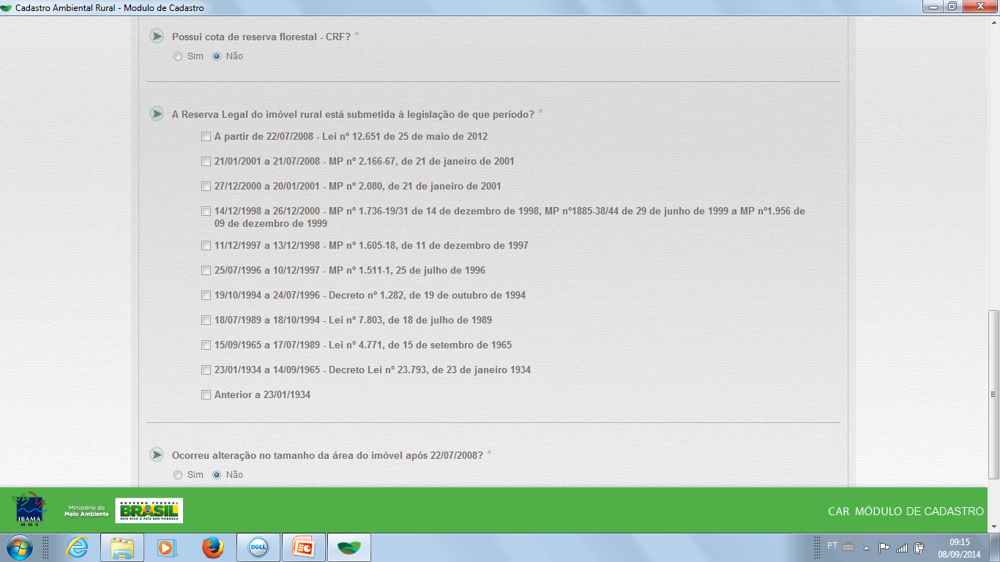 Cadastro Ambiental Rural - Modulo de Cadastro
Possui cota de reserva florestal - CRF? *
Sim Não
A Reserva Legal do imóvel rural está submetida à legislação de que período? *
A partir de 22/07/2008 - Lei nº 12.651 de 25 de maio de 2012
21/01/2001 a 21/07/2008 - MP nº 2.166-67, de 21 de janeiro de 2001
27/12/2000 a 20/01/2001 - MP nº 2.080, de 21 de janeiro de 2001
14/12/1998 a 26/12/2000 - MP nº 1.736-19/31 de 14 de dezembro de 1998, MP nº1885-38/44 de 29 de junho de 1999 a MP nº1.956 de
09 de dezembro de 1999
11/12/1997 a 13/12/1998 - MP nº 1.605-18, de 11 de dezembro de 1997
25/07/1996 a 10/12/1997 - MP nº 1.511-1, 25 de julho de 1996
19/10/1994 a 24/07/1996 - Decreto nº 1.282, de 19 de outubro de 1994
18/07/1989 a 18/10/1994 - Lei nº 7.803, de 18 de julho de 1989
15/09/1965 a 17/07/1989 - Lei nº 4.771, de 15 de setembro de 1965
23/01/1934 a 14/09/1965 - Decreto Lei nº 23.793, de 23 de janeiro 1934
Anterior a 23/01/1934
Ocorreu alteração no tamanho da área do imóvel após 22/07/2008? *
Sim Não
IBAMA
MMA
Ministério do
Meio Ambiente
GOVERNO FEDERAL
BRASIL
PAÍS RICO É PAÍS SEM POBREZA
CAR MÓDULO DE CADASTRO
DELL
PT
09:15
08/09/2014